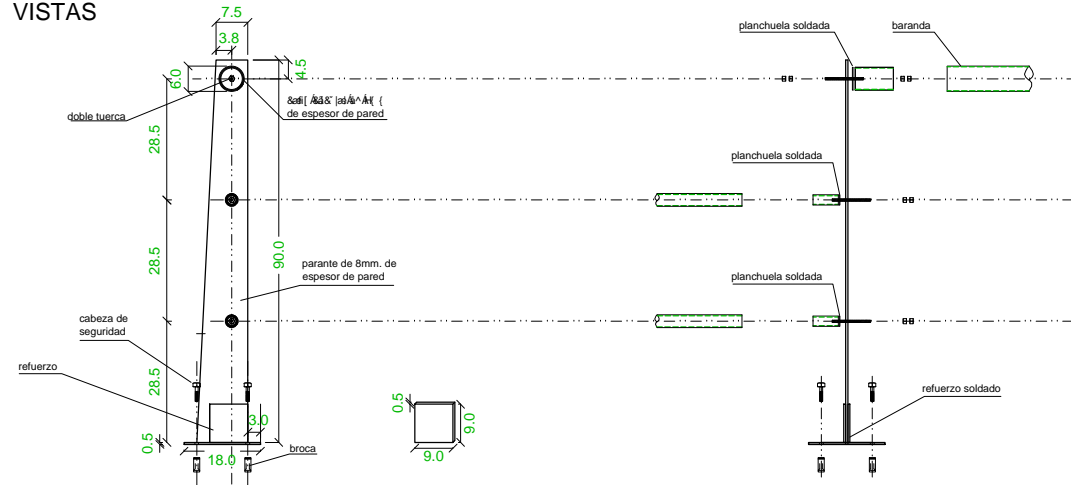 VISTAS
7.5
3.8
4.5
6.0
doble tuerca
de espesor de pared
28.5
28.5
28.5
90.0
parante de 8mm. de
espesor de pared
cabeza de
seguridad
refuerzo
3.0
0.5
18.0
broca
0.5
9.0
9.0
planchuela soldada
baranda
planchuela soldada
planchuela soldada
refuerzo soldado